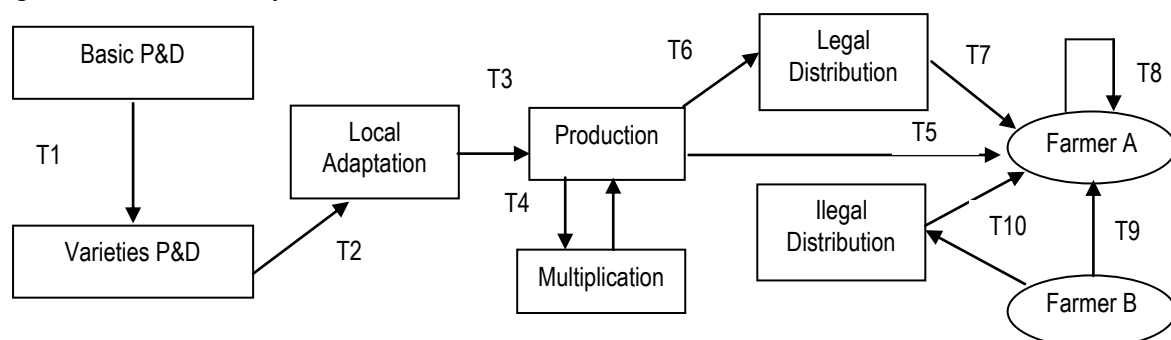 Basic P&D
T1
Varieties P&D
T2
Local
Adaptation
T3
Production
T4
Multiplication
T6
Legal
Distribution
T7
T5
T8
Farmer A
Ilegal
Distribution
T10
T9
Farmer B